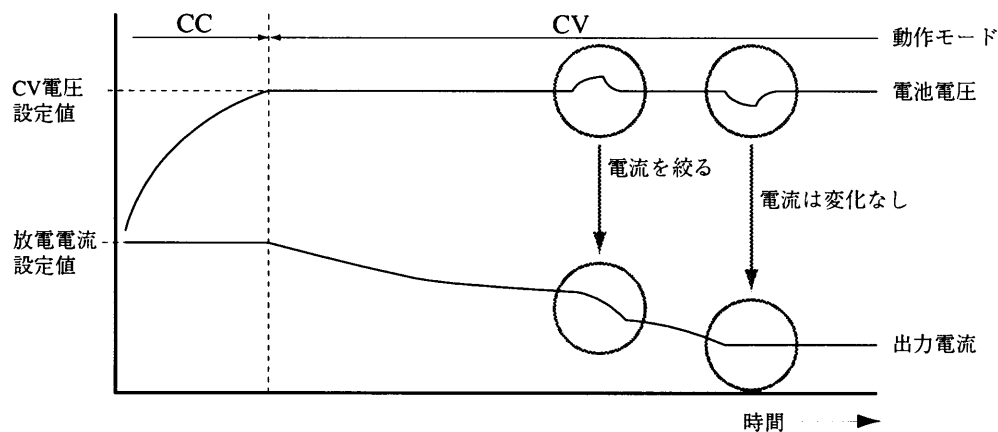 CC
CV
動作モード
CV電圧
設定値
電池電圧
電流を絞る
電流は変化なし
放電電流
設定値
出力電流
時間